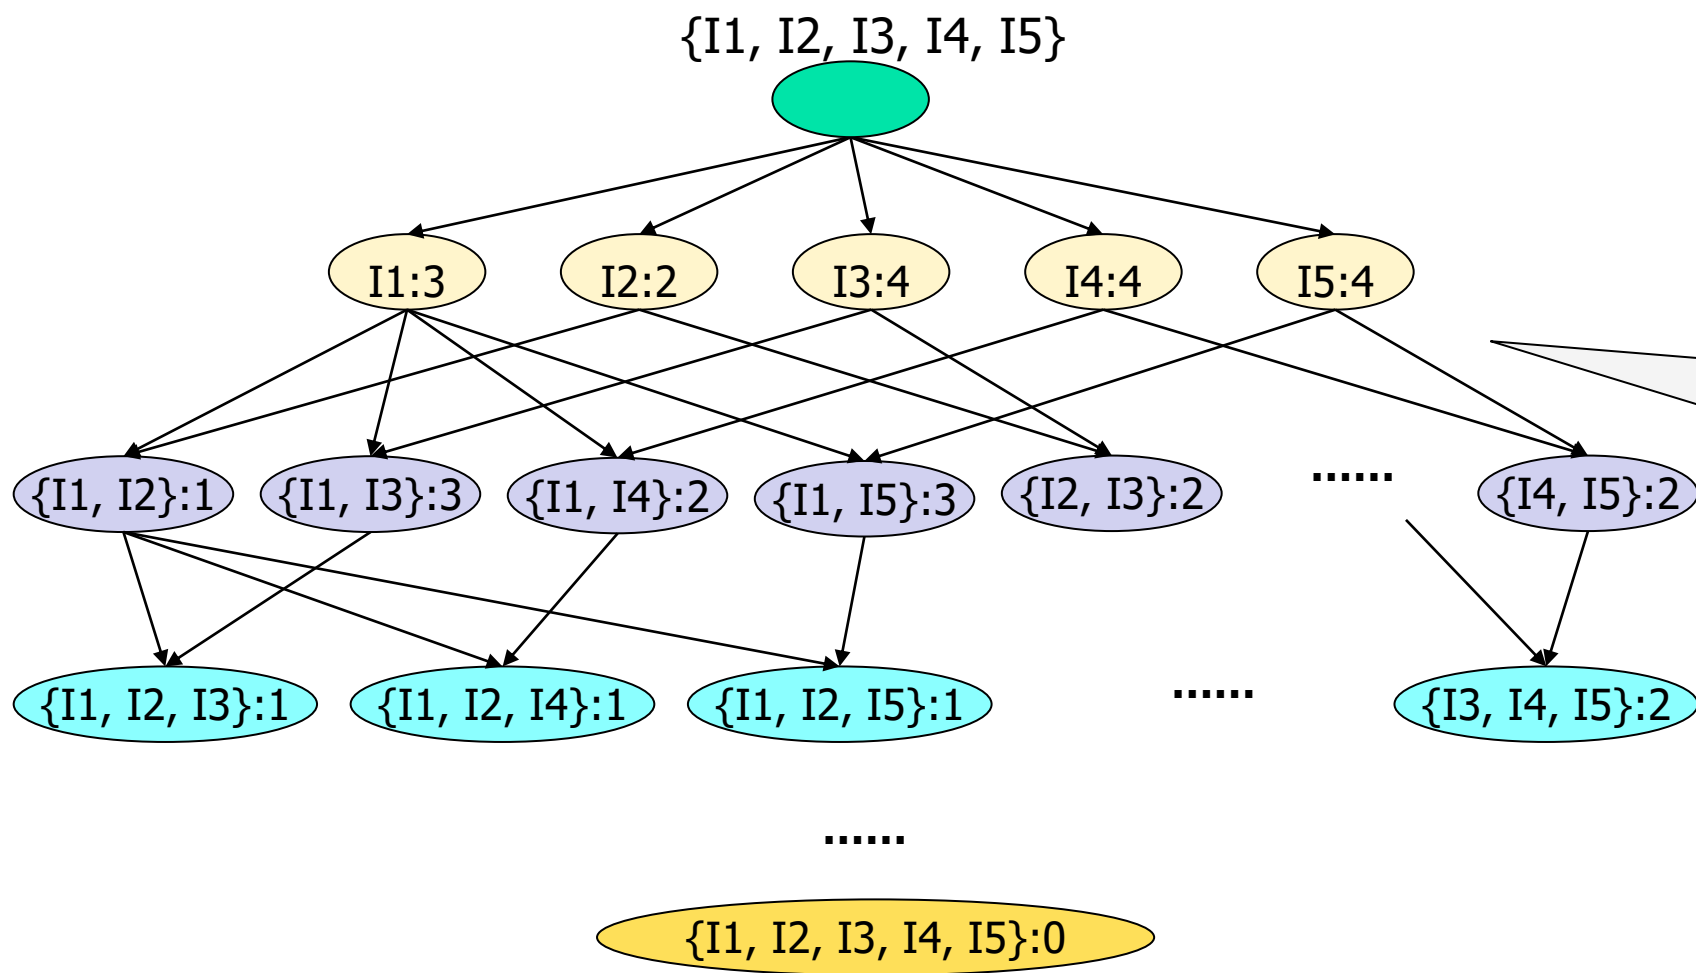 {I1, I2, I3, I4, I5}
I1:3 I2:2 I3:4 I4:4 I5:4
{I1, I2}:1 {I1, I3}:3 {I1, I4}:2 {I1, I5}:3 {I2, I3}:2 ...... {I4, I5}:2
{I1, I2, I3}:1 {I1, I2, I4}:1 {I1, I2, I5}:1 ...... {I3, I4, I5}:2
......
{I1, I2, I3, I4, I5}:0